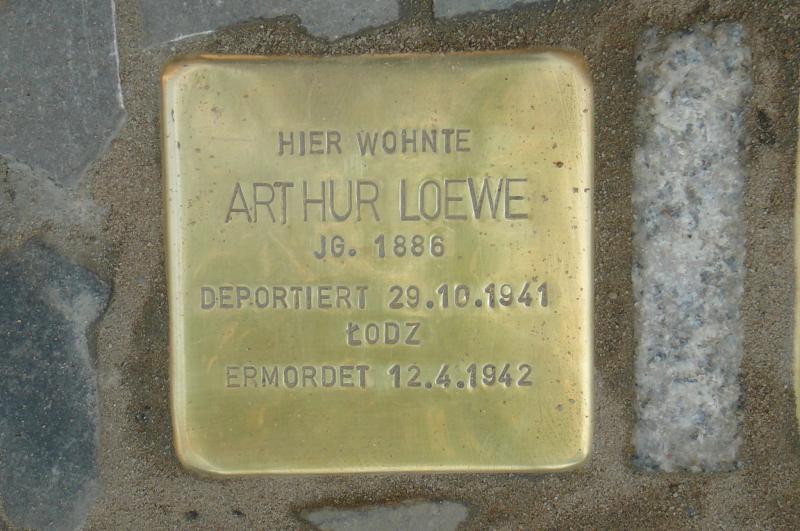 HIER WOHNTE
ARTHUR LOEWE
JG. 1886
DEPORTIERT 29.10.1941
ŁODZ
ERMORDET 12.4.1942